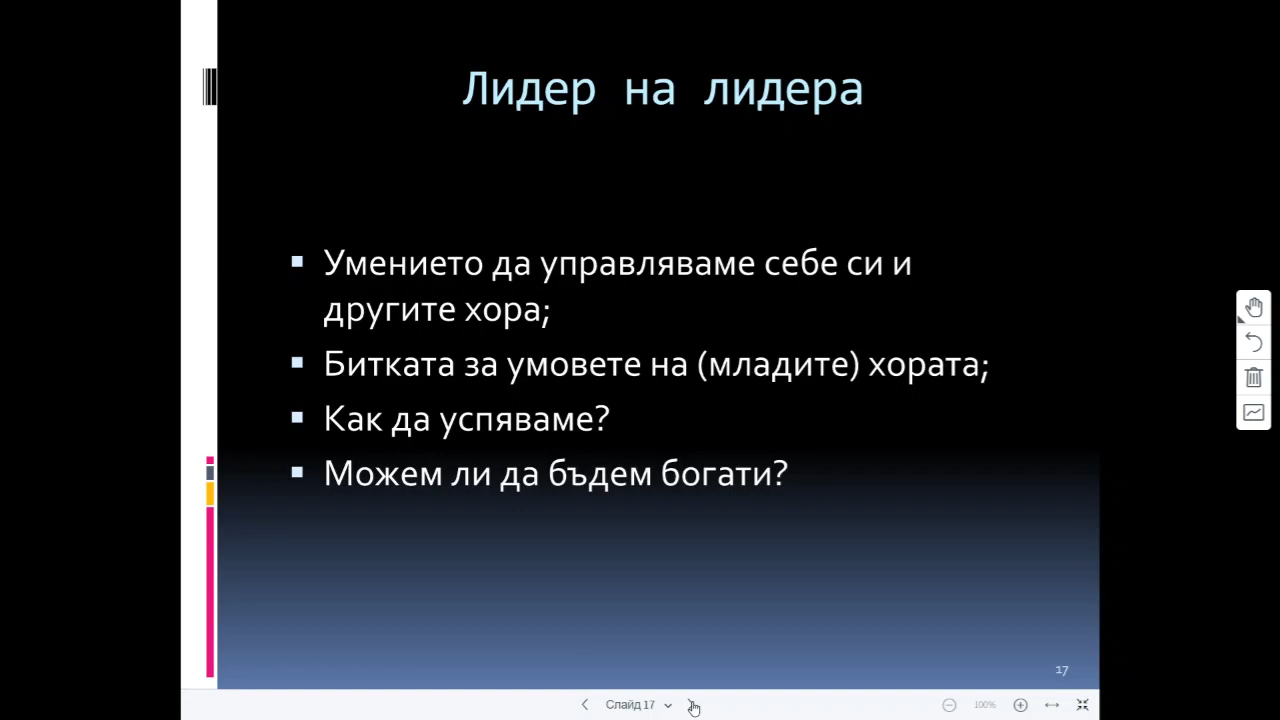 Лидер на лидера
Умението да управляваме себе си и
другите хора;
Битката за умовете на (младите) хората;
Как да успяваме?
Можем ли да бъдем богати?
17
Слайд 17
100%